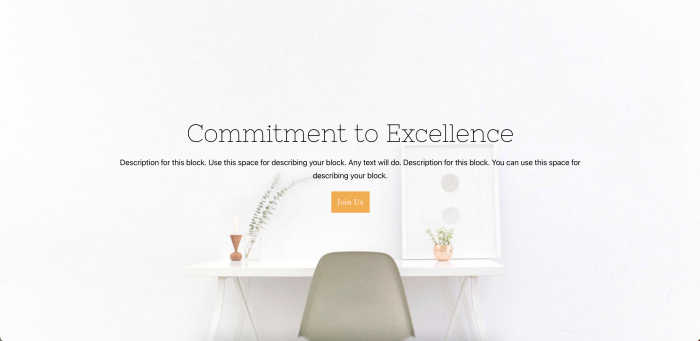 Commitment to Excellence
Description for this block. Use this space for describing your block. Any text will do. Description for this block. You can use this space for
describing your block.
Join Us